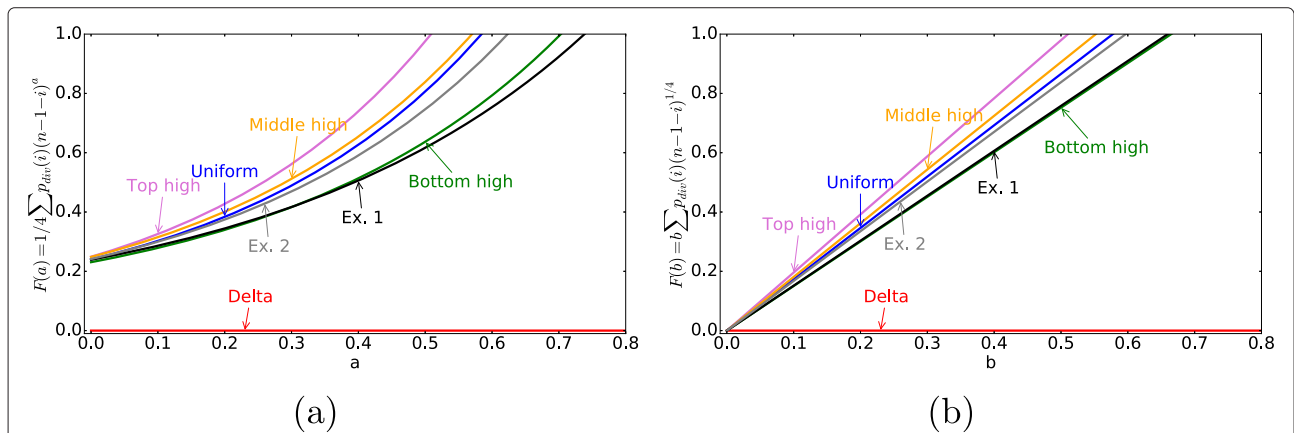 F(a)=1/4∑p_div(i)(n−1−i)^a
1.0
0.8
0.6
0.4
0.2
0.0
Top high
Uniform
Middle high
Bottom high
Ex. 1
Ex. 2
Delta
0.0 0.1 0.2 0.3 0.4 0.5 0.6 0.7 0.8
a
(a)
F(b)=b∑p_div(i)(n−1−i)^{1/4}
1.0
0.8
0.6
0.4
0.2
0.0
Middle high
Uniform
Top high
Bottom high
Ex. 1
Ex. 2
Delta
0.0 0.1 0.2 0.3 0.4 0.5 0.6 0.7 0.8
b
(b)